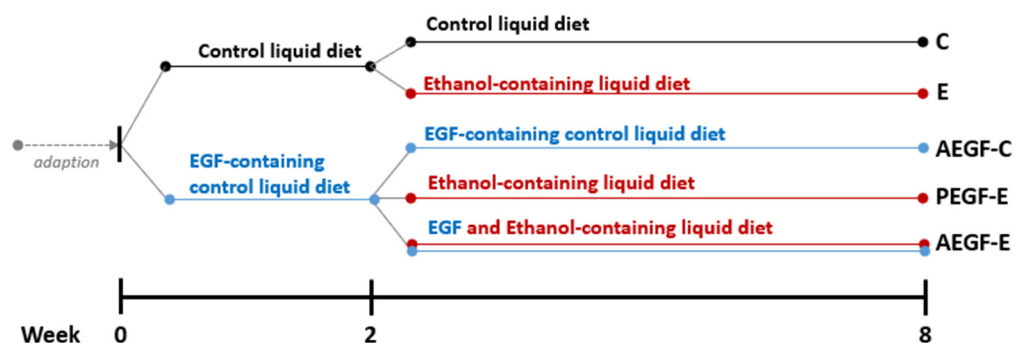 Control liquid diet
Control liquid diet
C
Ethanol-containing liquid diet
E
adaption
EGF-containing
control liquid diet
EGF-containing control liquid diet
AEGF-C
Ethanol-containing liquid diet
PEGF-E
EGF and Ethanol-containing liquid diet
AEGF-E
Week 0 2 8